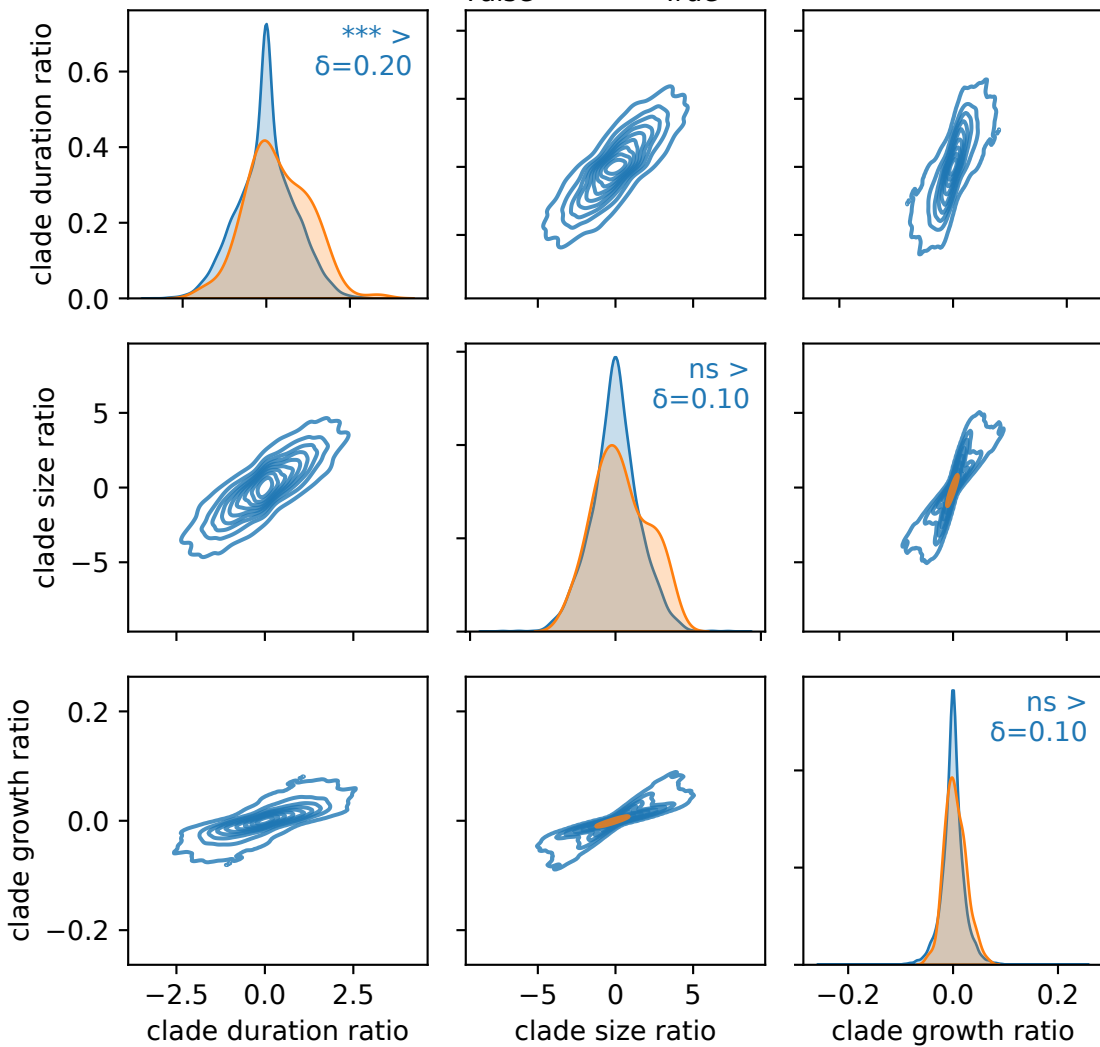 clade duration ratio
0.6
0.4
0.2
0.0
*** >
δ=0.20
clade size ratio
5
0
−5
ns >
δ=0.10
clade growth ratio
0.2
0.0
−0.2
ns >
δ=0.10
−2.5 0.0 2.5
−5 0 5
−0.2 0.0 0.2
clade duration ratio
clade size ratio
clade growth ratio